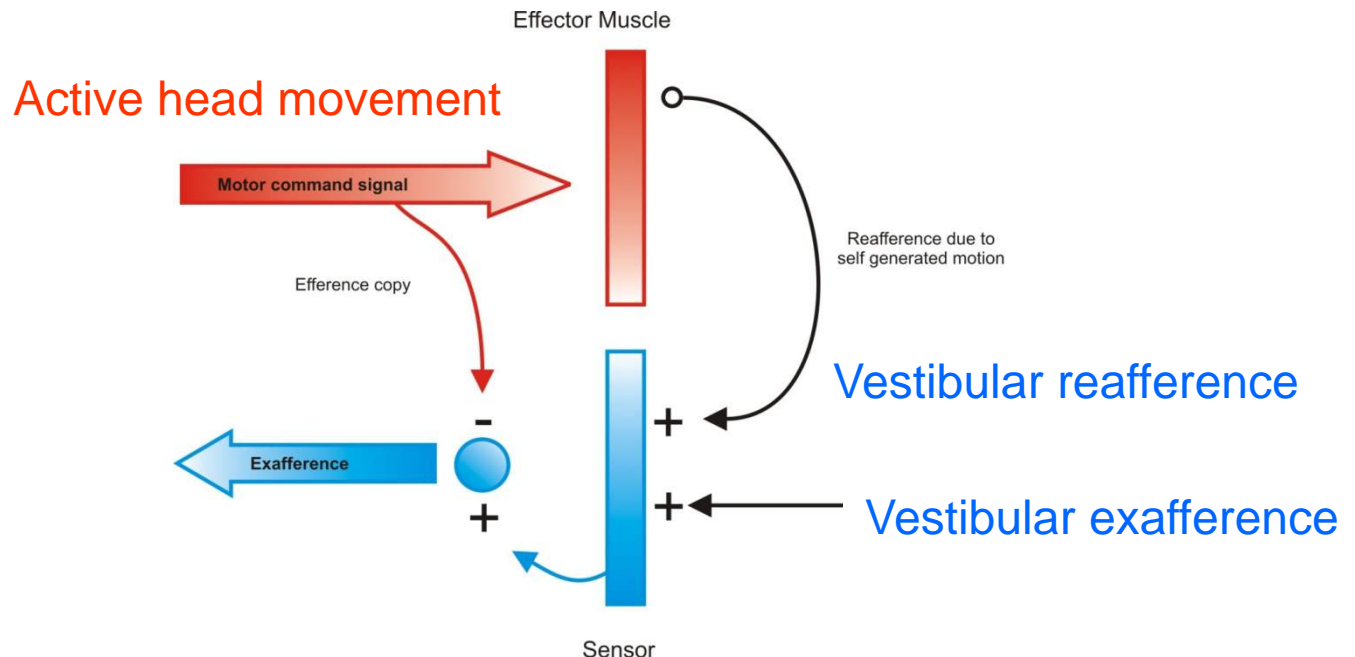 Effector Muscle
Active head movement
Motor command signal
Reafference due to
self generated motion
Efference copy
Vestibular reafference
-
+
Exafference
+
+
Vestibular exafference
Sensor